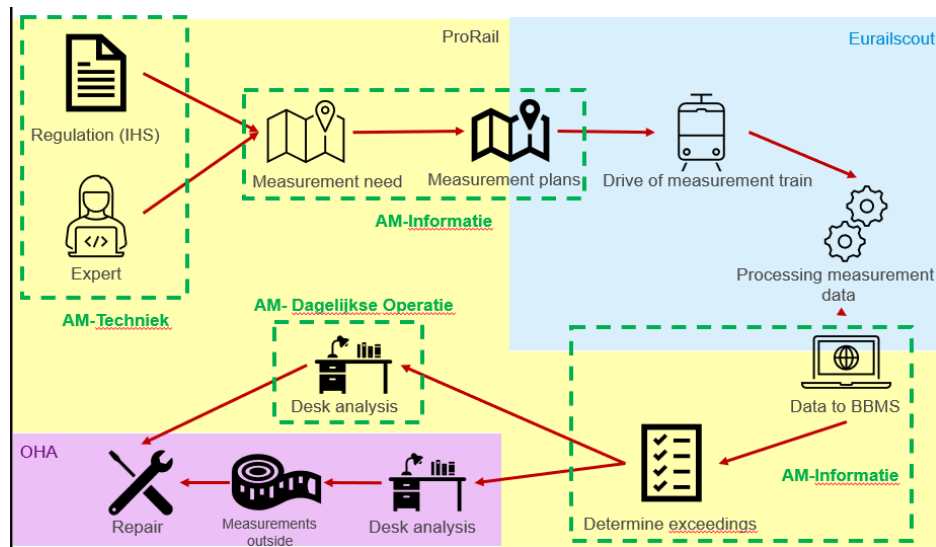 ProRail
Eurailscout
Regulation (IHS)
Measurement need
Measurement plans
Drive of measurement train
AM-Informatie
Expert
Processing measurement
data
AM-Techniek
AM- Dagelijkse Operatie
Desk analysis
Data to BBMS
OHA
AM-Informatie
Repair
Measurements
outside
Desk analysis
Determine exceedings